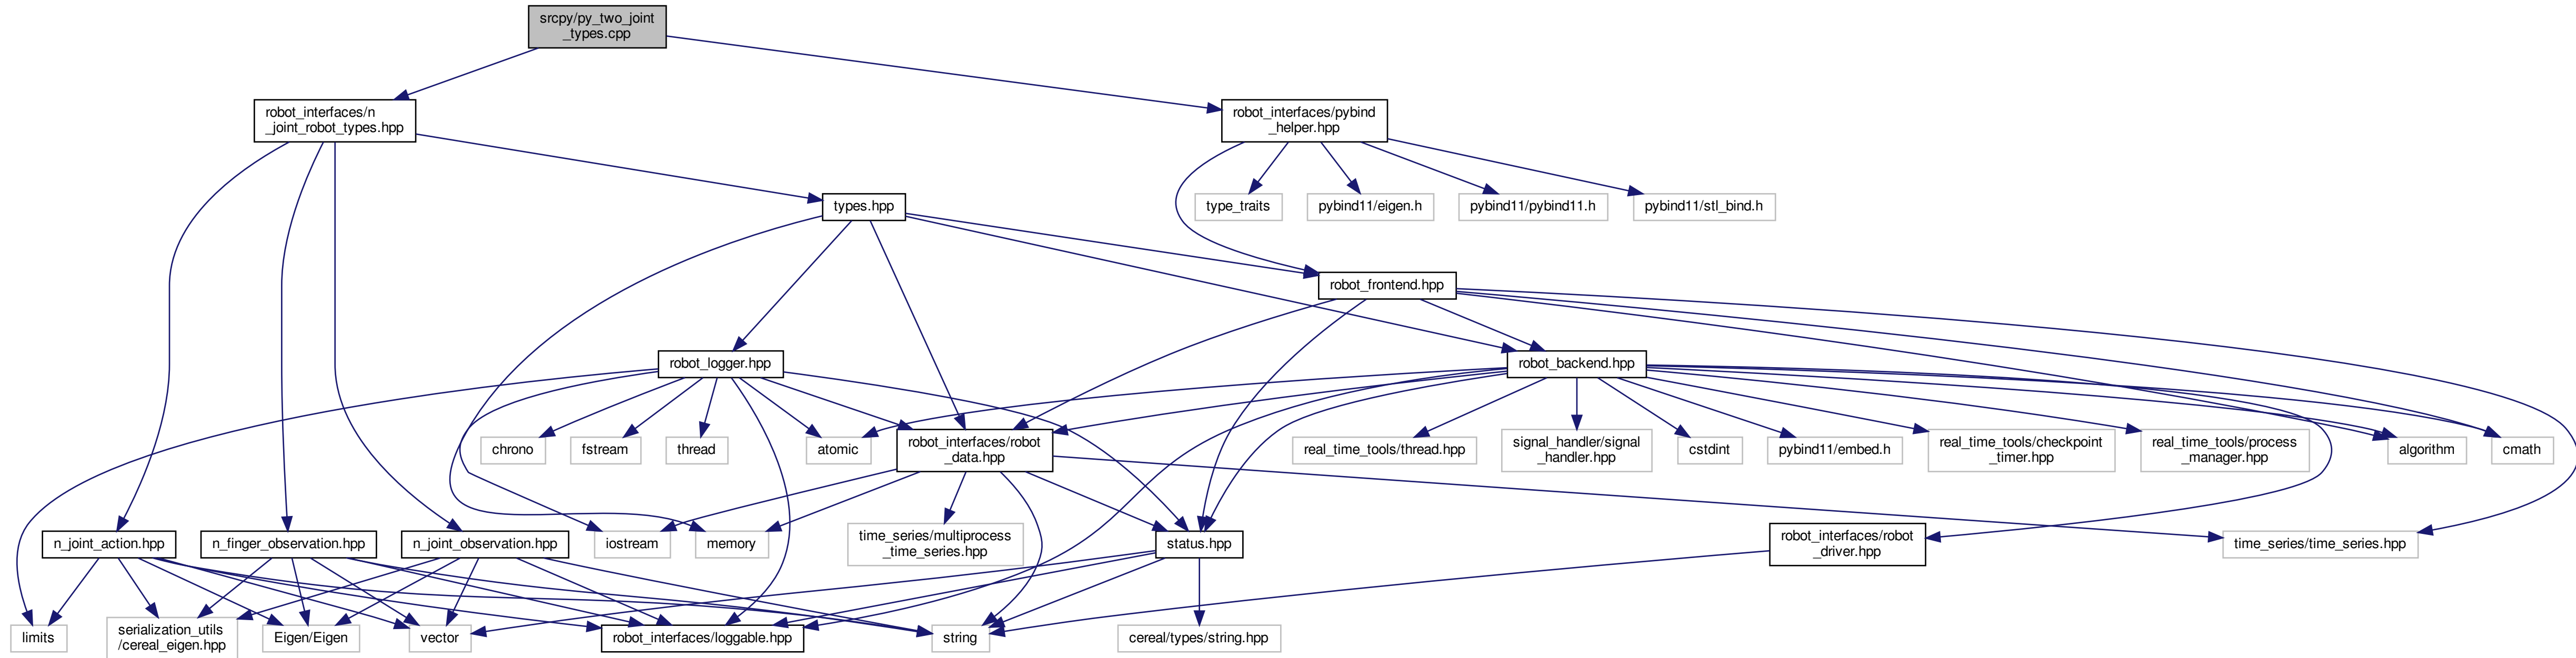 srcpy/py_two_joint
_types.cpp
robot_interfaces/n
_joint_robot_types.hpp
robot_interfaces/pybind
_helper.hpp
types.hpp
type_traits
pybind11/eigen.h
pybind11/pybind11.h
pybind11/stl_bind.h
robot_frontend.hpp
robot_logger.hpp
robot_backend.hpp
chrono
fstream
thread
atomic
robot_interfaces/robot
_data.hpp
real_time_tools/thread.hpp
signal_handler/signal
_handler.hpp
cstdint
pybind11/embed.h
real_time_tools/checkpoint
_timer.hpp
real_time_tools/process
_manager.hpp
algorithm
cmath
n_joint_action.hpp
n_finger_observation.hpp
n_joint_observation.hpp
iostream
memory
time_series/multiprocess
_time_series.hpp
status.hpp
robot_interfaces/robot
_driver.hpp
time_series/time_series.hpp
limits
serialization_utils
/cereal_eigen.hpp
Eigen/Eigen
vector
robot_interfaces/loggable.hpp
string
cereal/types/string.hpp